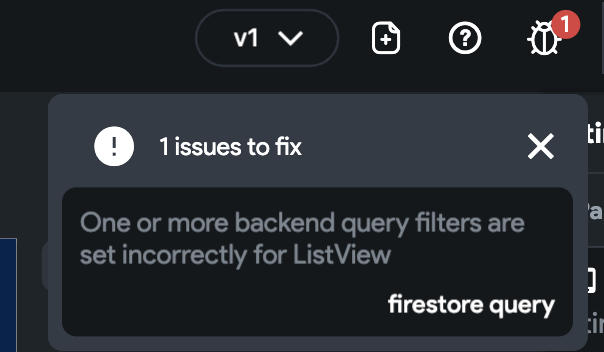 v1
1
1 issues to fix
One or more backend query filters are
set incorrectly for ListView
firestore query